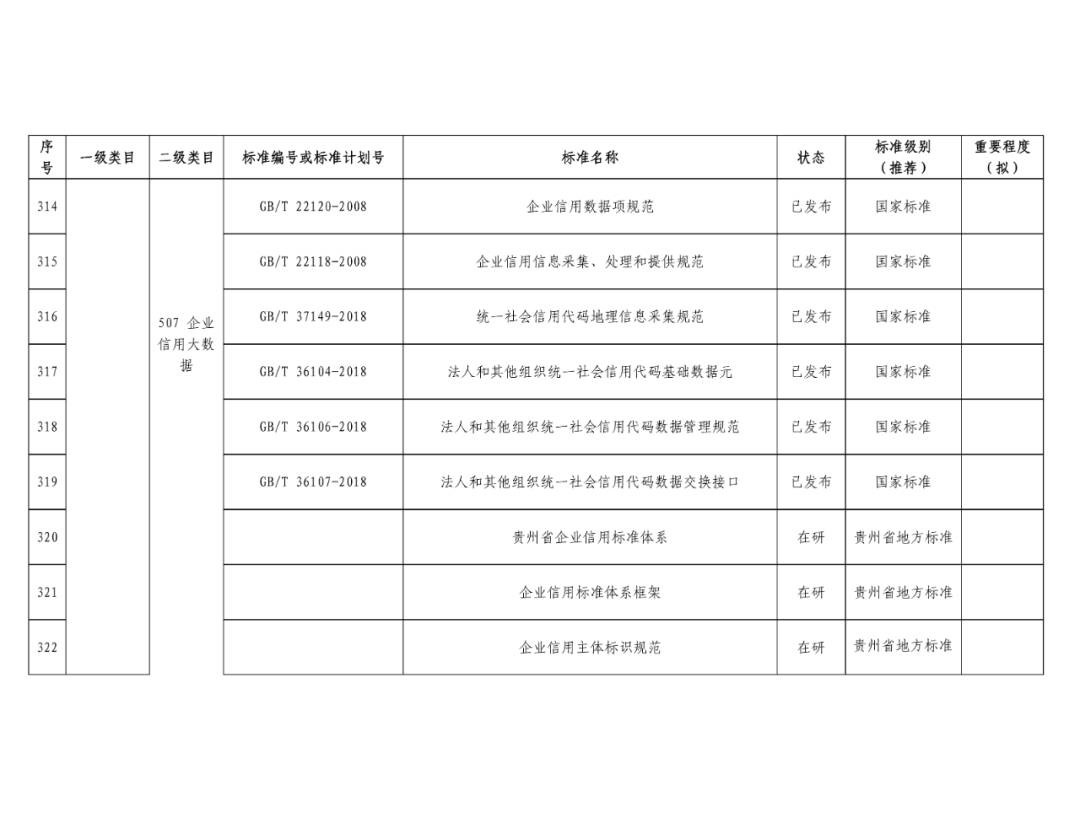 序号 一级类目 二级类目 标准编号或标准计划号 标准名称 状态 标准级别（推荐） 重要程度（拟）
314 GB/T 22120-2008 企业信用数据项规范 已发布 国家标准
315 GB/T 22118-2008 企业信用信息采集、处理和提供规范 已发布 国家标准
316 507 企业信用大数据 GB/T 37149-2018 统一社会信用代码地理信息采集规范 已发布 国家标准
317 GB/T 36104-2018 法人和其他组织统一社会信用代码基础数据元 已发布 国家标准
318 GB/T 36106-2018 法人和其他组织统一社会信用代码数据管理规范 已发布 国家标准
319 GB/T 36107-2018 法人和其他组织统一社会信用代码数据交换接口 已发布 国家标准
320 贵州省企业信用标准体系 在研 贵州省地方标准
321 企业信用标准体系框架 在研 贵州省地方标准
322 企业信用主体标识规范 在研 贵州省地方标准